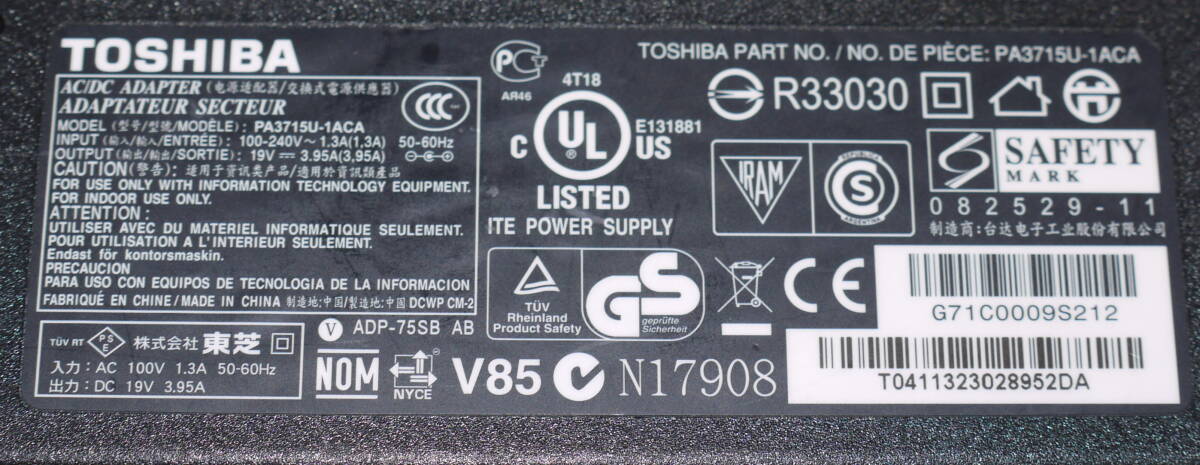 TOSHIBA
AC/DC ADAPTER (电源适配器/交換式電源供應器)
ADAPTATEUR SECTEUR
MODEL (型号/型號/MODÈLE): PA3715U-1ACA
INPUT (输入/輸入/ENTRÉE): 100-240V~1.3A(1,3A) 50-60Hz
OUTPUT (输出/輸出/SORTIE): 19V⎓3.95A(3,95A)
CAUTION (警告): 适用于资讯类产品/適用於資訊類產品
FOR USE ONLY WITH INFORMATION TECHNOLOGY EQUIPMENT.
FOR INDOOR USE ONLY.
ATTENTION :
UTILISER AVEC DU MATERIEL INFORMATIQUE SEULEMENT.
POUR UTILISATION A L'INTERIEUR SEULEMENT.
Endast för kontorsmaskin.
PRECAUCION
PARA USO CON EQUIPOS DE TECNOLOGIA DE LA INFORMACION
FABRIQUÉ EN CHINE/MADE IN CHINA 制造地:中国/製造地:中國 DCWP CM-2
CCC
TÜV RT PSE 株式会社 東芝
入力: AC 100V 1.3A 50-60Hz
出力: DC 19V 3.95A
V ADP-75SB AB
NOM
NYCE
PCT
АЯ46
4T18
C UL US
®
E131881
LISTED
ITE POWER SUPPLY
TÜV
Rheinland
Product Safety
GS
geprüfte
Sicherheit
V85
N17908
TOSHIBA PART NO. / NO. DE PIÈCE: PA3715U-1ACA
R33030
IRAM
REPUBLICA
S
ARGENTINA
SAFETY
MARK
082529-11
制造商:台达电子工业股份有限公司
CE
G71C0009S212
T0411323028952DA